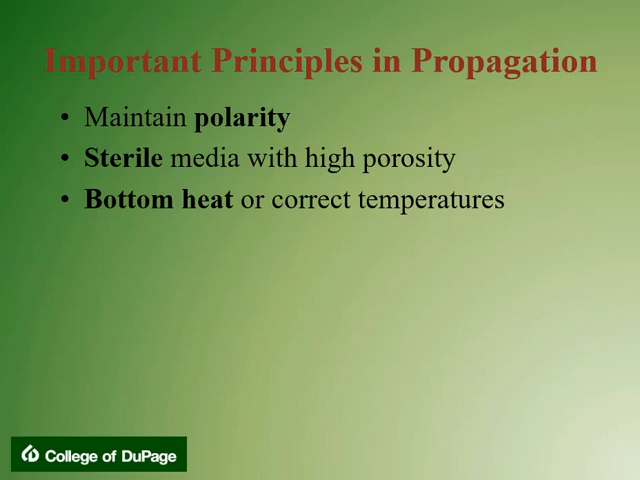 Important Principles in Propagation
• Maintain polarity
• Sterile media with high porosity
• Bottom heat or correct temperatures
College of DuPage